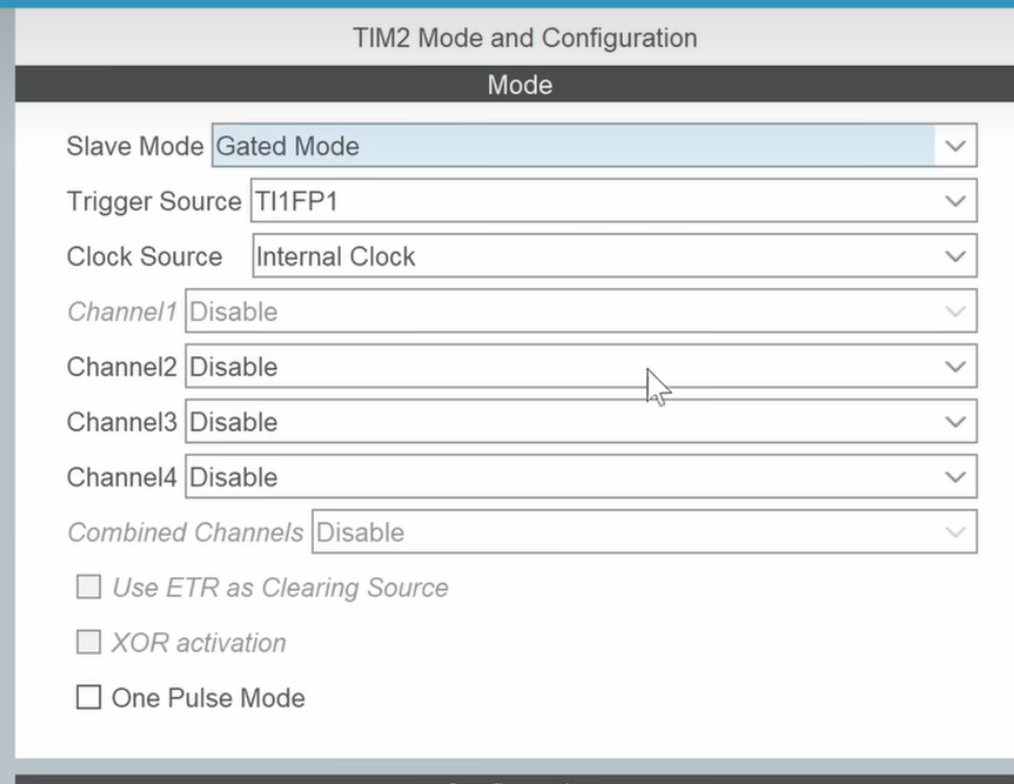 TIM2 Mode and Configuration
Mode
Slave Mode Gated Mode
Trigger Source TI1FP1
Clock Source Internal Clock
Channel1 Disable
Channel2 Disable
Channel3 Disable
Channel4 Disable
Combined Channels Disable
Use ETR as Clearing Source
XOR activation
One Pulse Mode